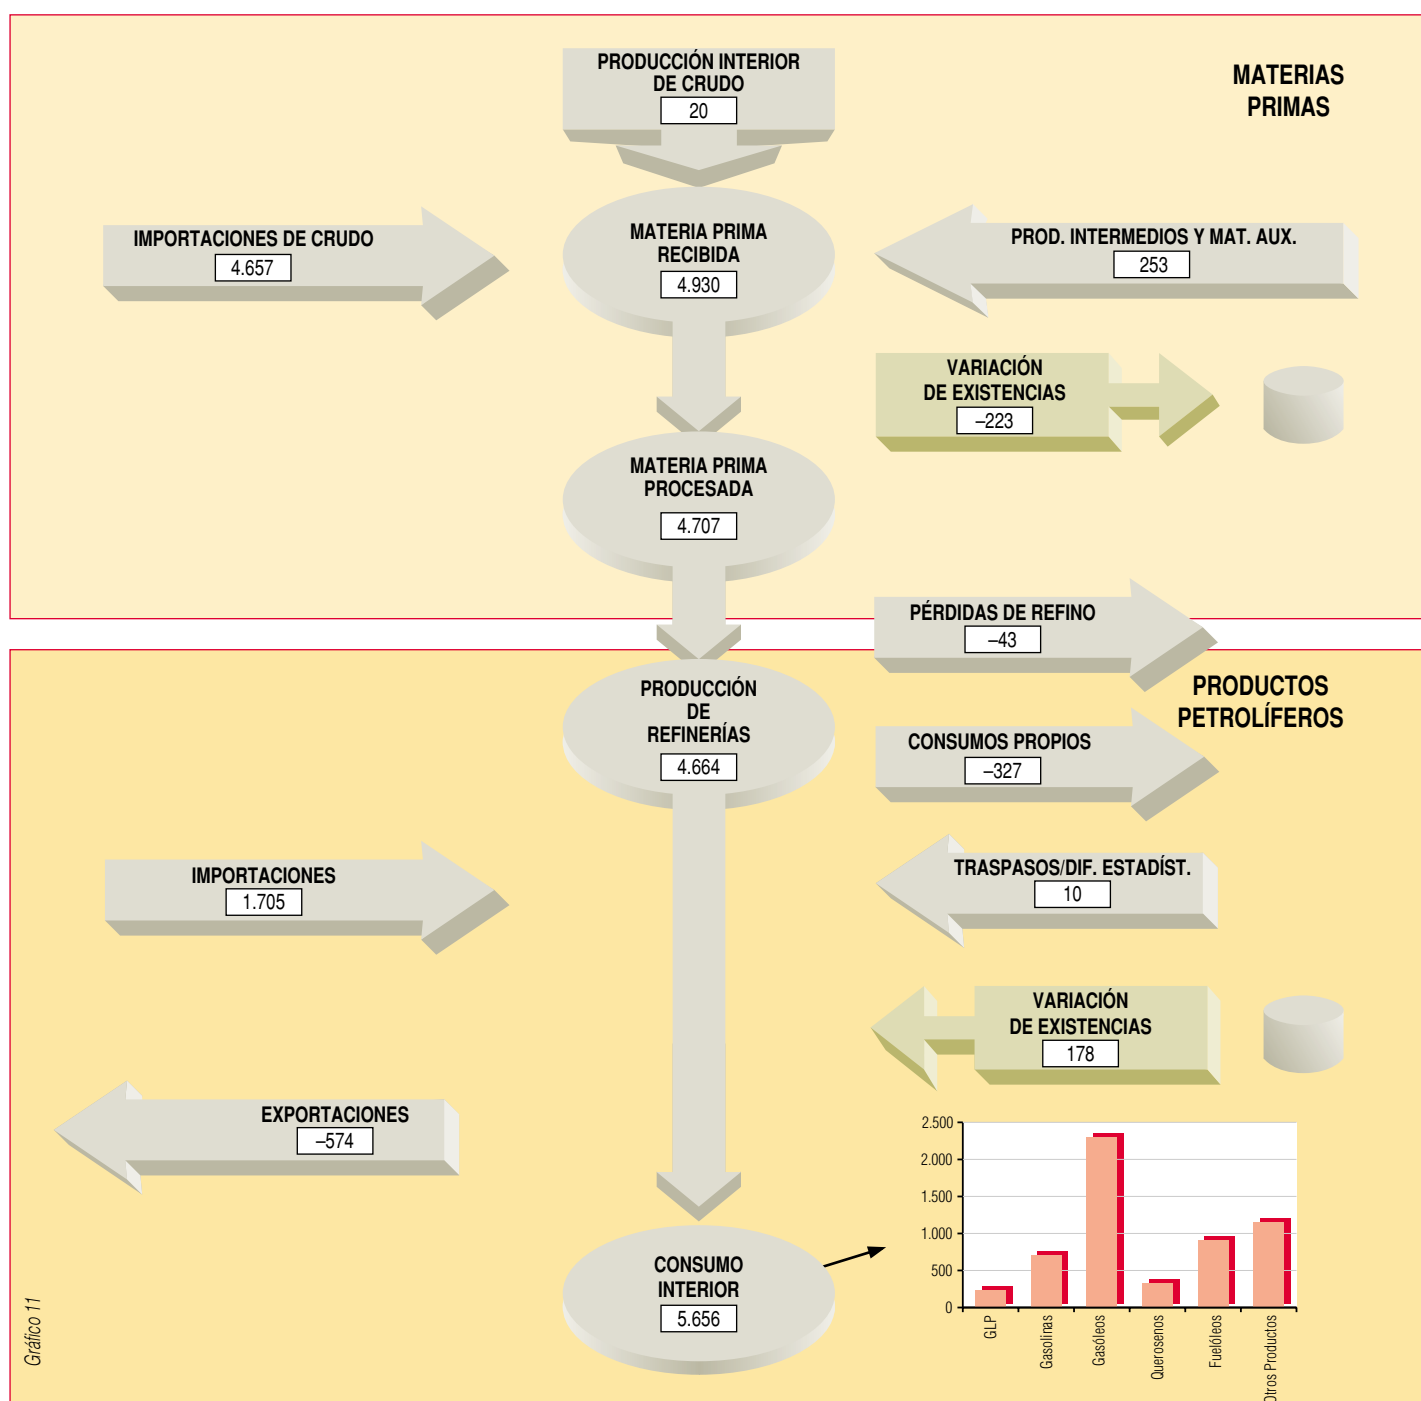 PRODUCCIÓN INTERIOR
DE CRUDO
20
MATERIAS
PRIMAS
IMPORTACIONES DE CRUDO
4.657
MATERIA PRIMA
RECIBIDA
4.930
PROD. INTERMEDIOS Y MAT. AUX.
253
VARIACIÓN
DE EXISTENCIAS
–223
MATERIA PRIMA
PROCESADA
4.707
PÉRDIDAS DE REFINO
–43
PRODUCTOS
PETROLÍFEROS
PRODUCCIÓN
DE
REFINERÍAS
4.664
CONSUMOS PROPIOS
–327
IMPORTACIONES
1.705
TRASPASOS/DIF. ESTADÍST.
10
VARIACIÓN
DE EXISTENCIAS
178
EXPORTACIONES
–574
CONSUMO
INTERIOR
5.656
2.500
2.000
1.500
1.000
500
0
GLP
Gasolinas
Gasóleos
Querosenos
Fuelóleos
Otros Productos
Gráfico 11